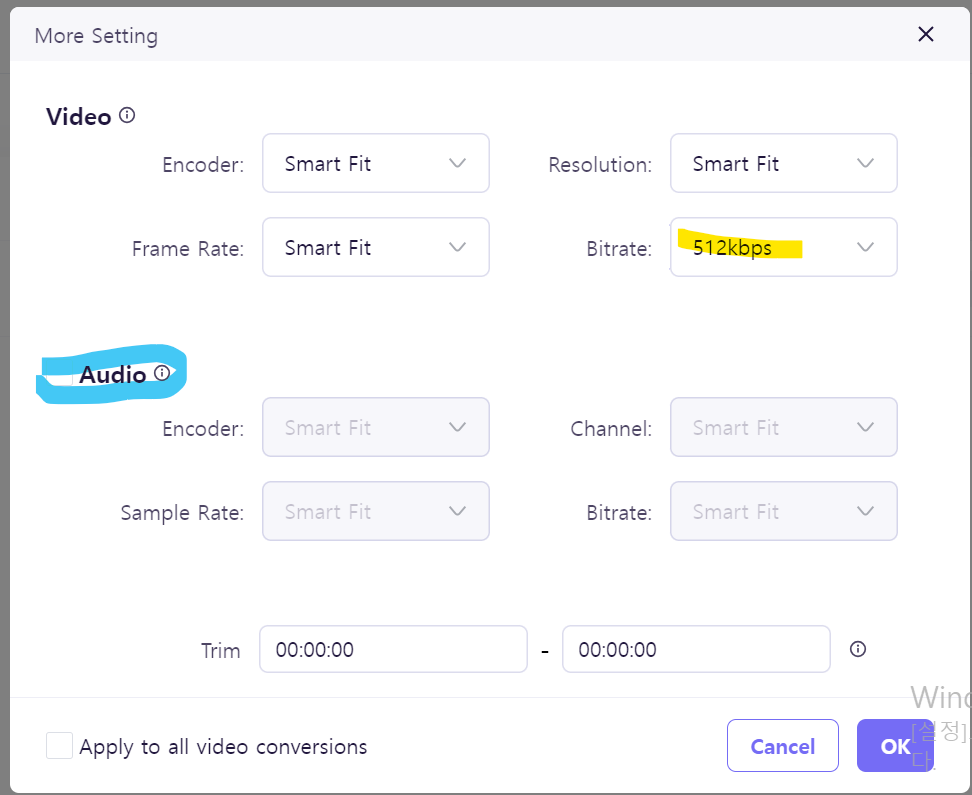 More Setting
Video
Encoder: Smart Fit Resolution: Smart Fit
Frame Rate: Smart Fit Bitrate: 512kbps
Audio
Encoder: Smart Fit Channel: Smart Fit
Sample Rate: Smart Fit Bitrate: Smart Fit
Trim 00:00:00 - 00:00:00
Wind
[설정]
Apply to all video conversions Cancel OK
다.